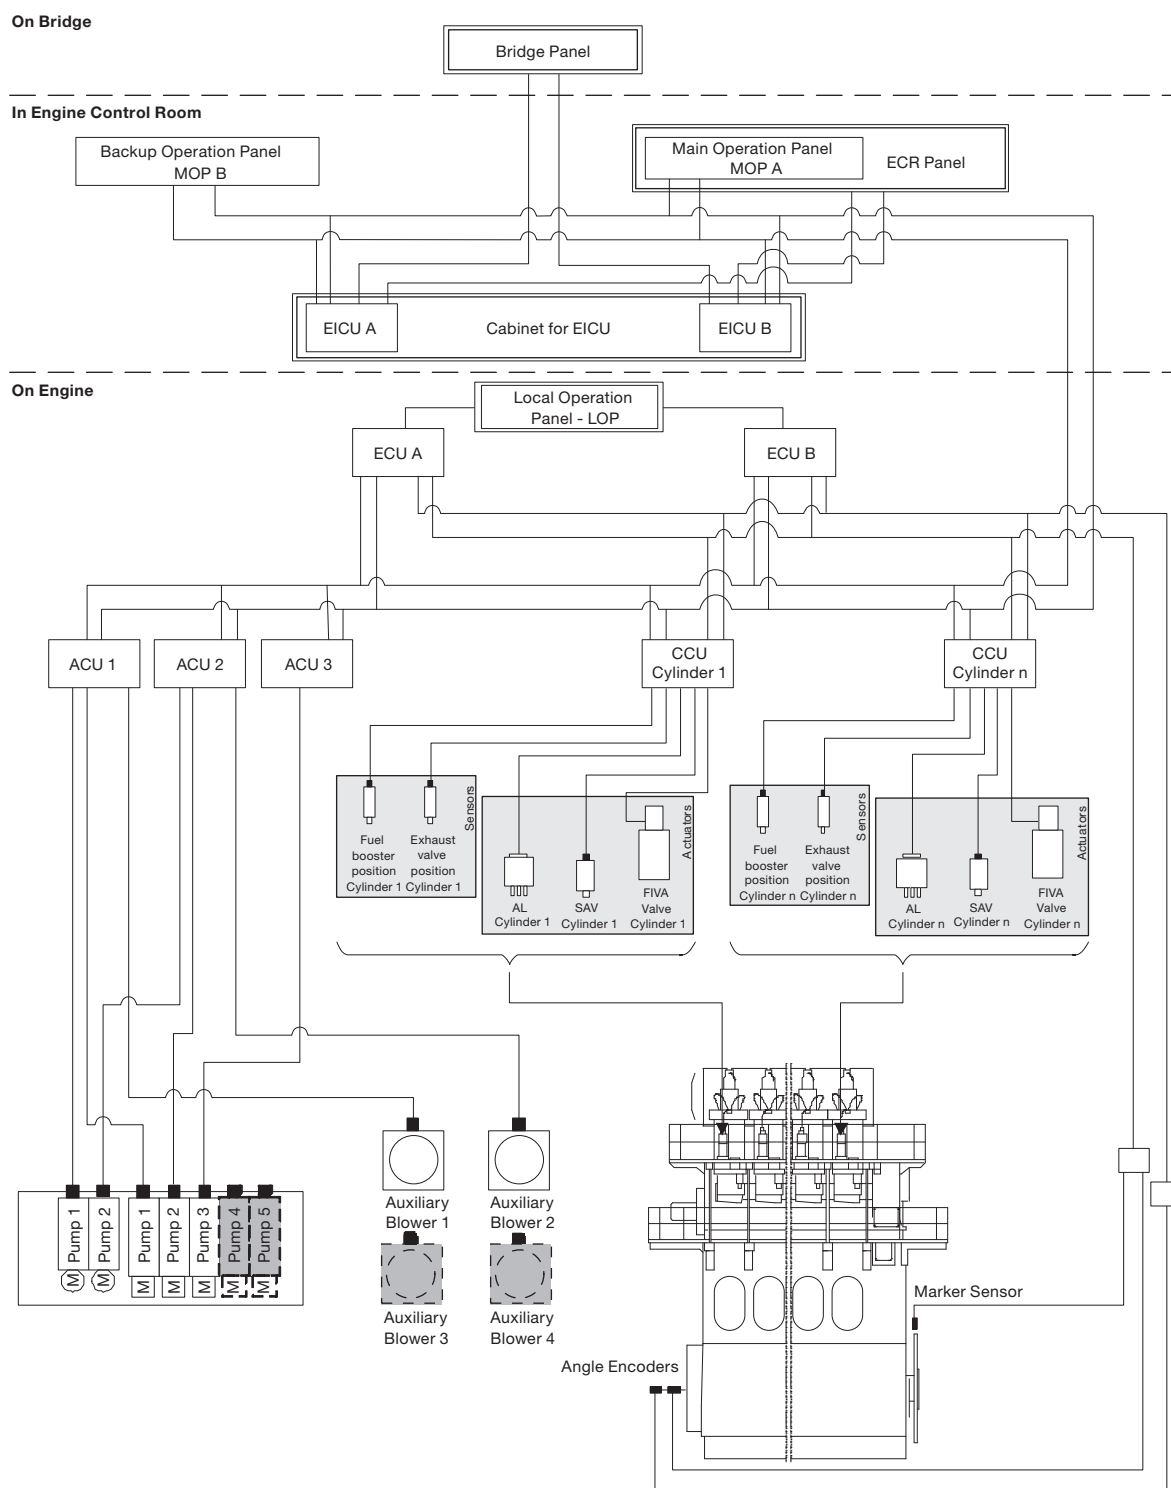 On Bridge
Bridge Panel
In Engine Control Room
Backup Operation Panel
MOP B
Main Operation Panel
MOP A
ECR Panel
EICU A
Cabinet for EICU
EICU B
On Engine
Local Operation
Panel - LOP
ECU A
ECU B
ACU 1
ACU 2
ACU 3
CCU
Cylinder 1
CCU
Cylinder n
Sensors
Fuel
booster
position
Cylinder 1
Exhaust
valve
position
Cylinder 1
Actuators
AL
Cylinder 1
SAV
Cylinder 1
FIVA
Valve
Cylinder 1
Sensors
Fuel
booster
position
Cylinder n
Exhaust
valve
position
Cylinder n
Actuators
AL
Cylinder n
SAV
Cylinder n
FIVA
Valve
Cylinder n
Pump 1
M
Pump 2
M
Pump 1
M
Pump 2
M
Pump 3
M
Pump 4
M
Pump 5
M
Auxiliary
Blower 1
Auxiliary
Blower 2
Auxiliary
Blower 3
Auxiliary
Blower 4
Marker Sensor
Angle Encoders